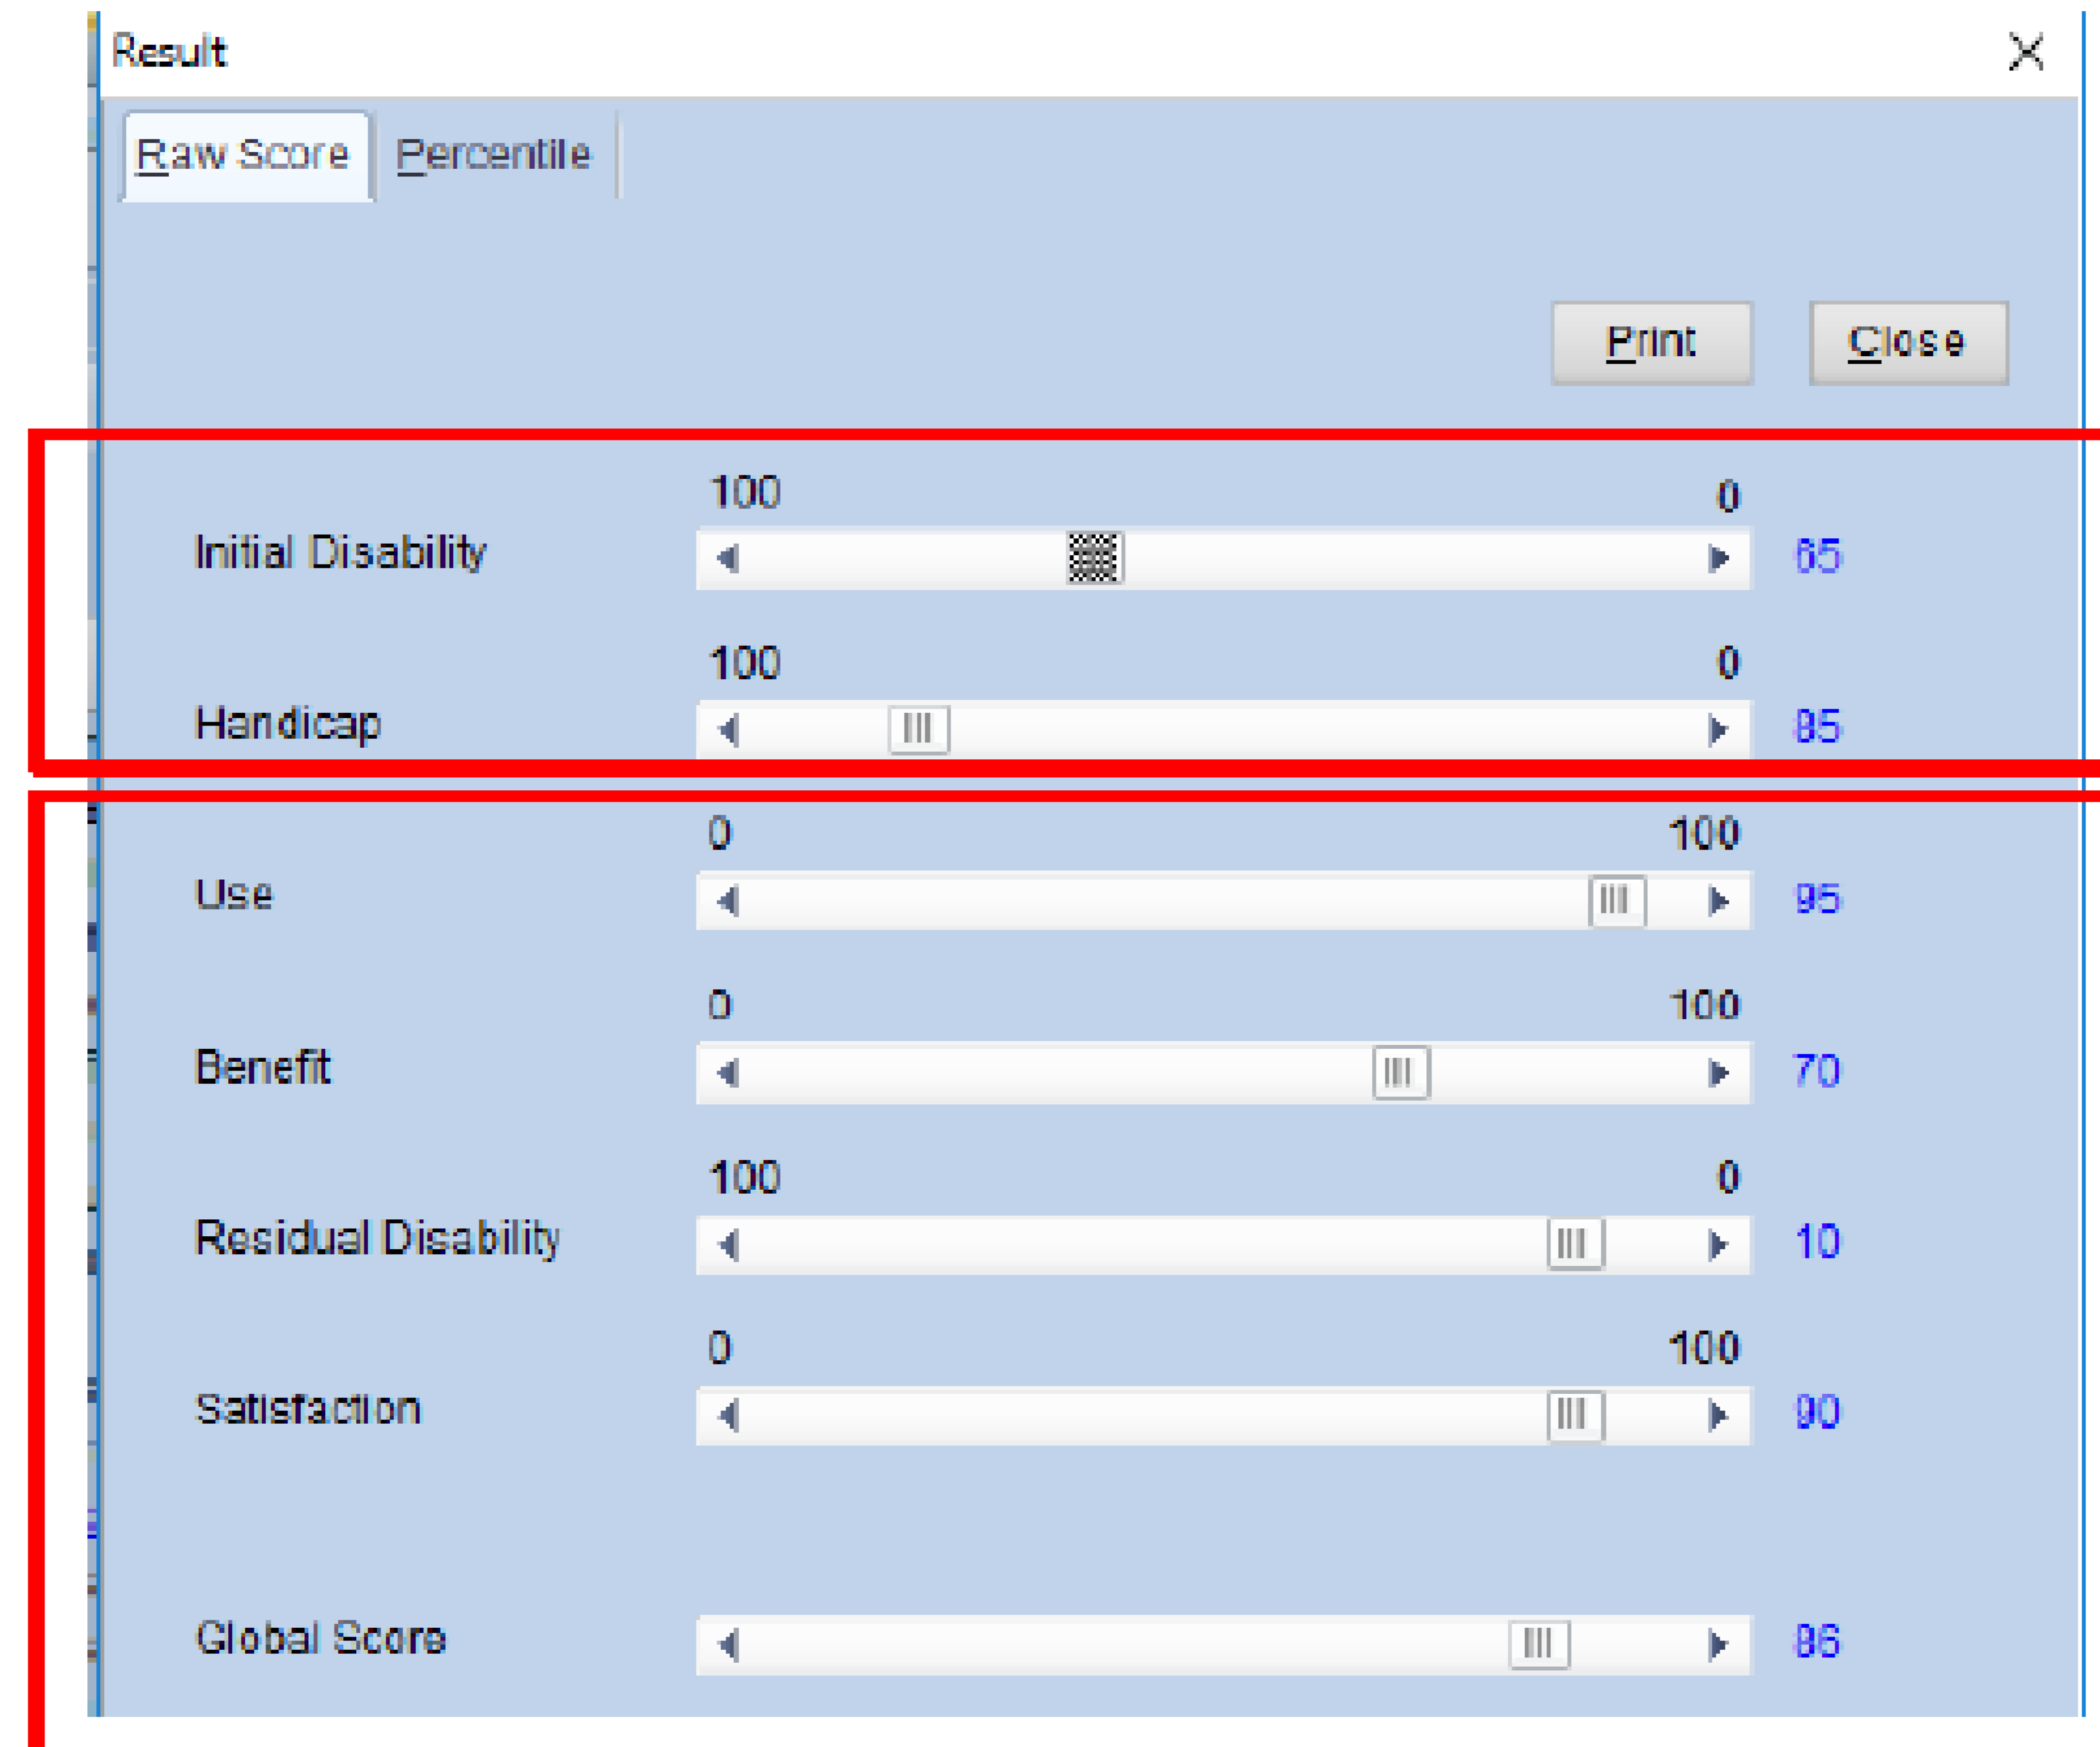 Result
Raw Score Percentile
Print Close
100 0
Initial Disability 65
100 0
Handicap 85
0 100
Use 95
0 100
Benefit 70
100 0
Residual Disability 10
0 100
Satisfaction 90
Global Score 86